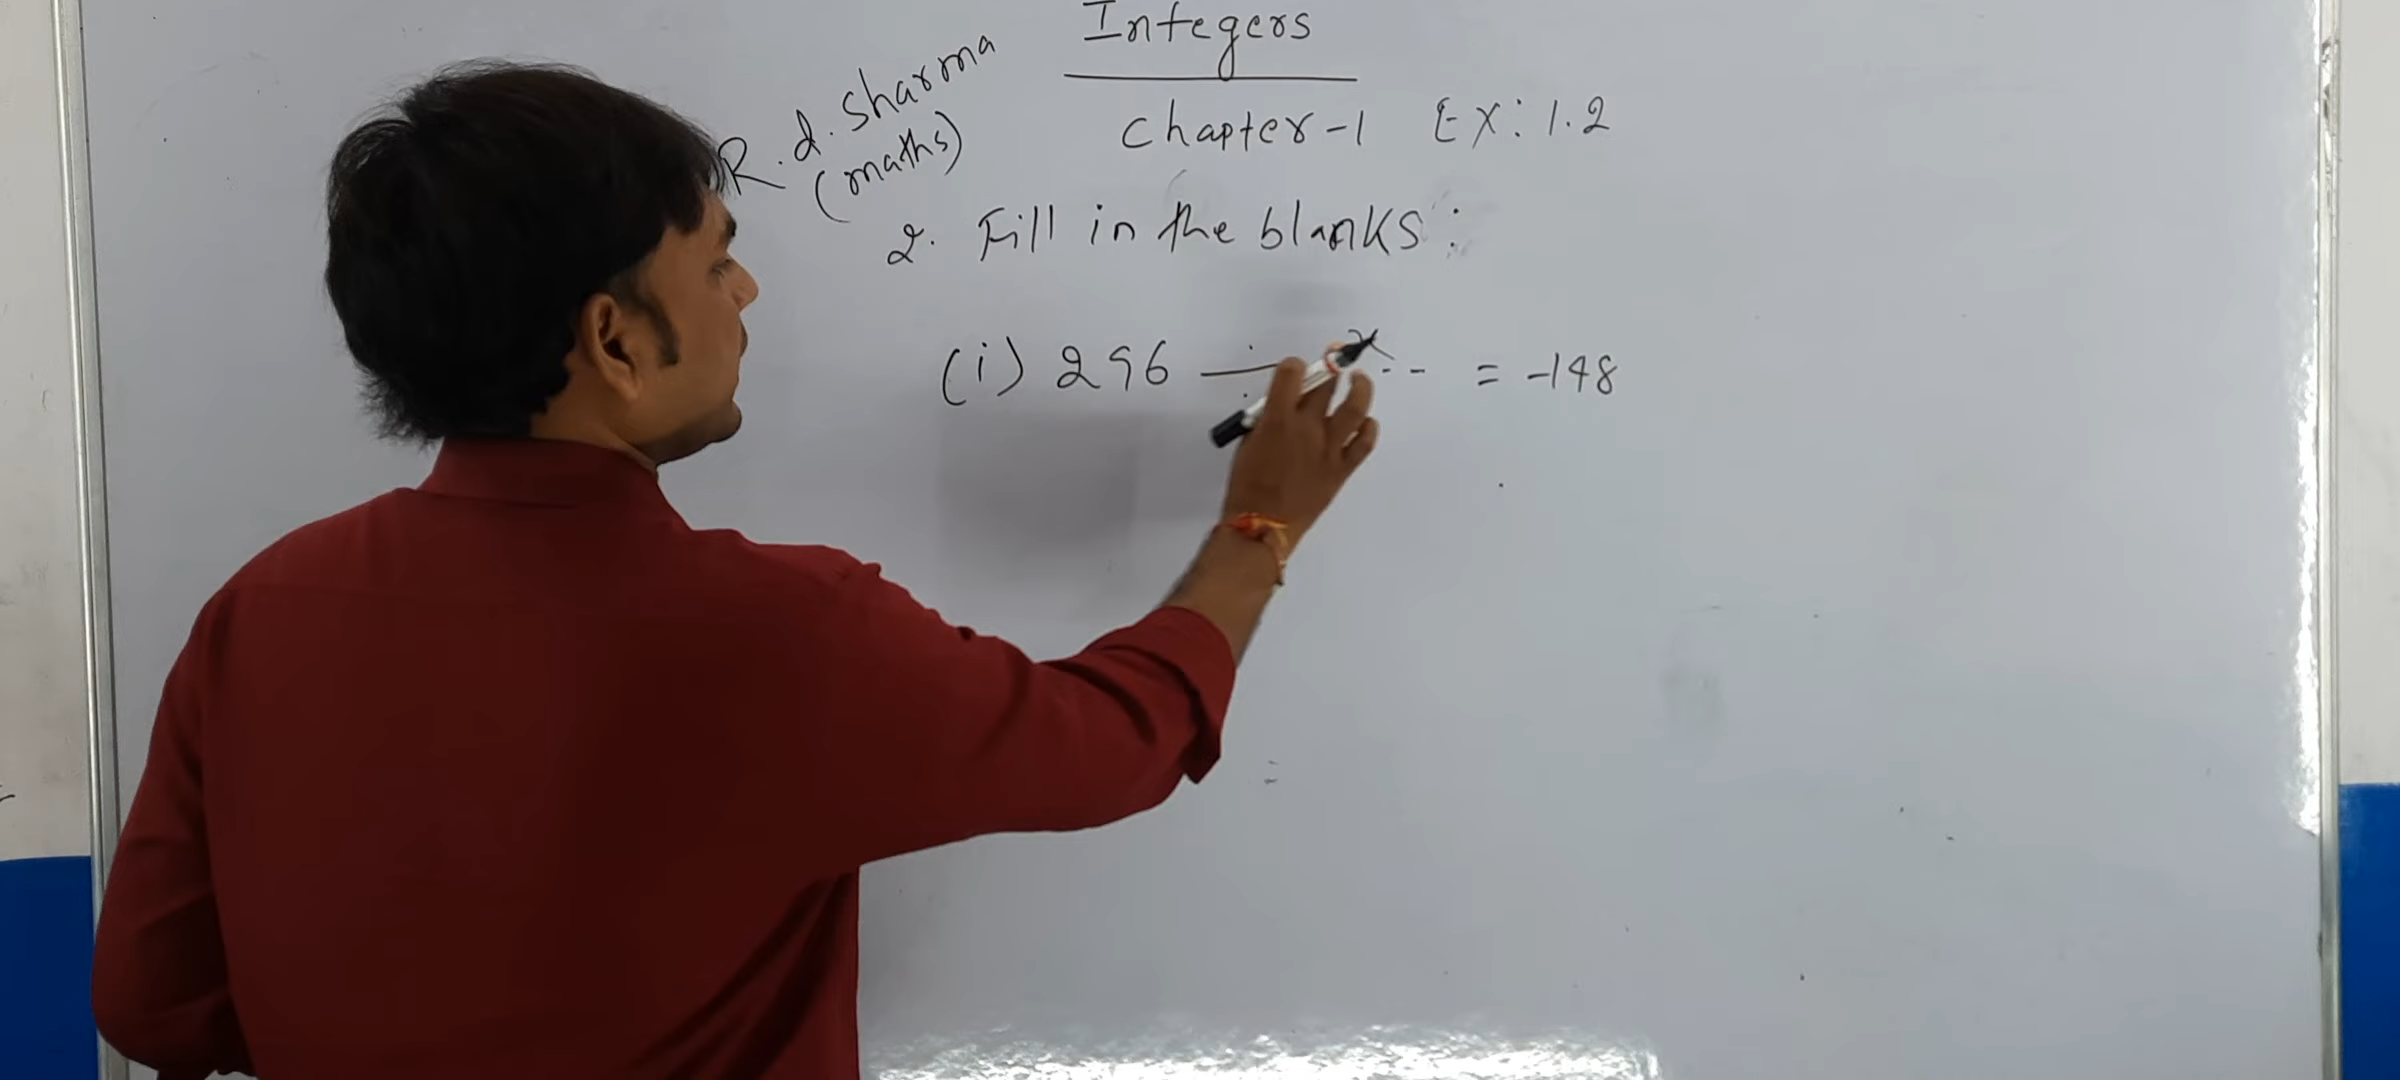 Integers
R.d. Sharma
(maths)
Chapter-1 EX: 1.2
2. Fill in the blanks:
(i) 296 ÷ x -- = -148
=